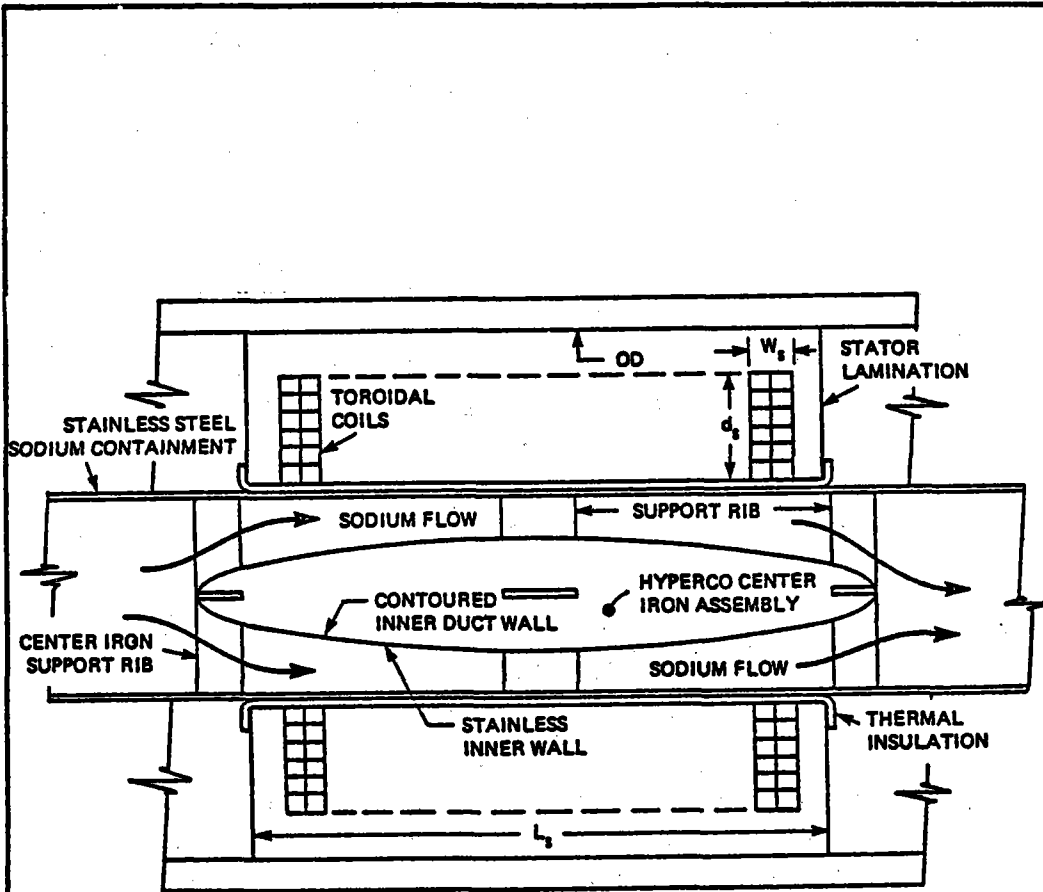 OD
W_s
STATOR
LAMINATION
TOROIDAL
COILS
d_s
STAINLESS STEEL
SODIUM CONTAINMENT
SODIUM FLOW
SUPPORT RIB
CONTOURED
INNER DUCT WALL
HYPERCO CENTER
IRON ASSEMBLY
CENTER IRON
SUPPORT RIB
SODIUM FLOW
STAINLESS
INNER WALL
THERMAL
INSULATION
L_s